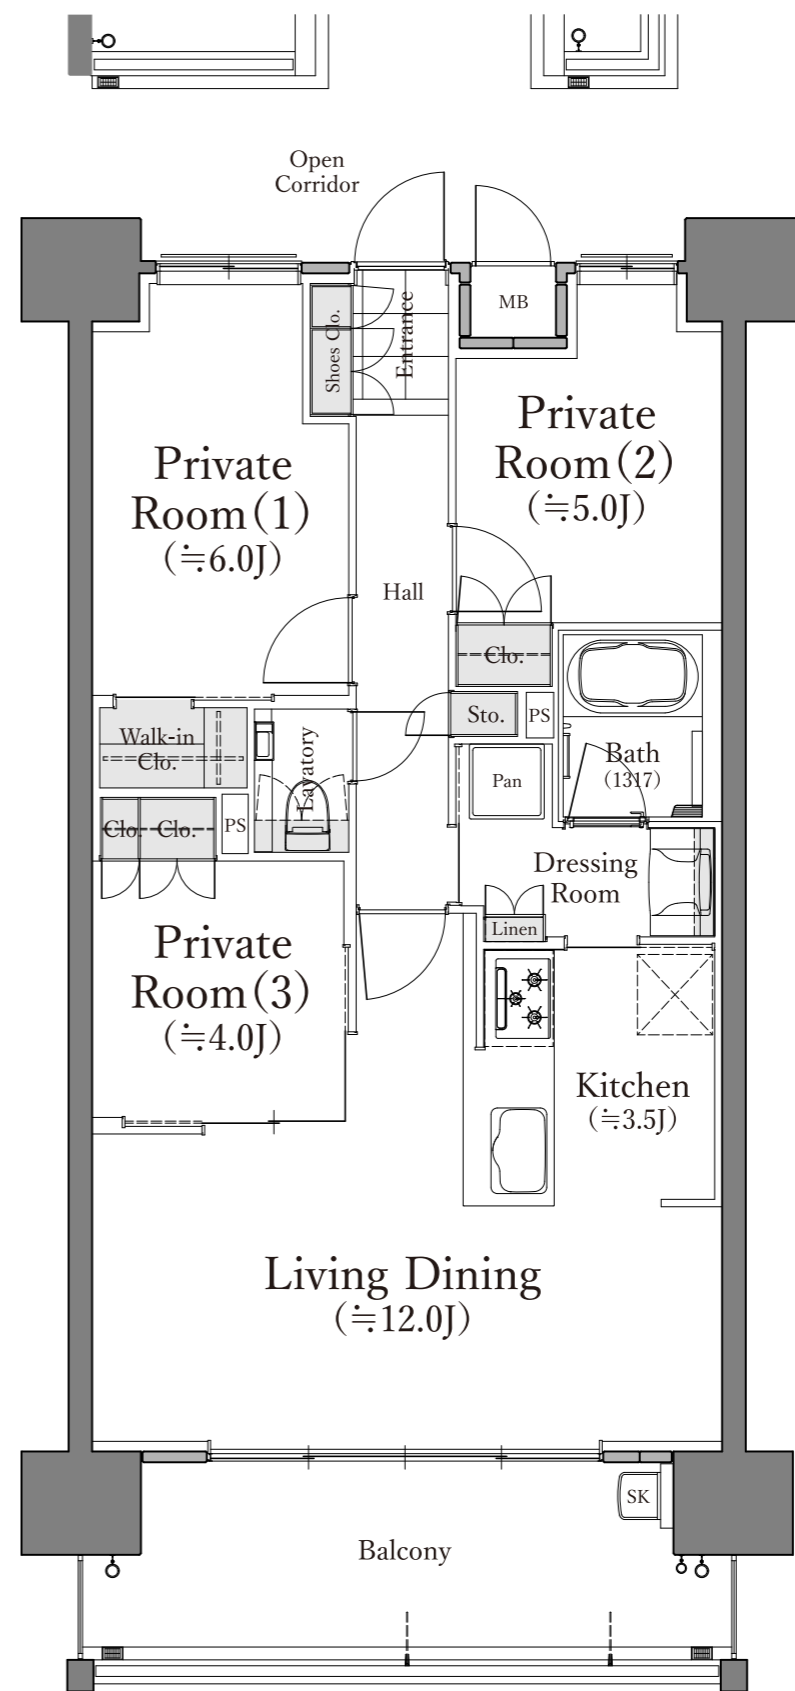 Open
Corridor
MB
Shoes Clo.
Entrance
Private
Room(1)
(≒6.0J)
Private
Room(2)
(≒5.0J)
Hall
Clo.
Sto.
PS
Walk-in
Clo.
Lavatory
Bath
(1317)
Pan
Clo.
Clo.
PS
Dressing
Room
Linen
Private
Room(3)
(≒4.0J)
Kitchen
(≒3.5J)
Living Dining
(≒12.0J)
SK
Balcony